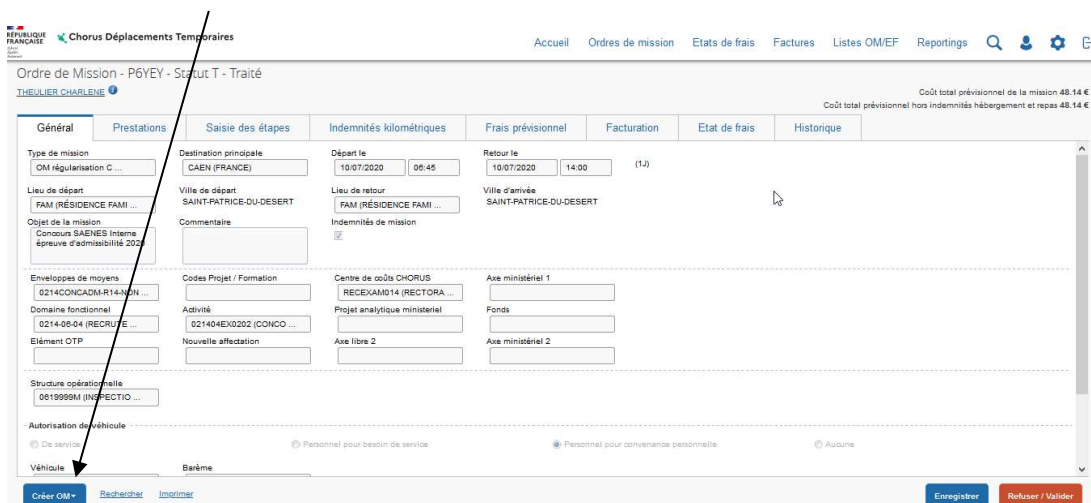 RÉPUBLIQUE
FRANÇAISE
Chorus Déplacements Temporaires
Accueil Ordres de mission Etats de frais Factures Listes OM/EF Reportings
Ordre de Mission - P6YEY - Statut T - Traité
THEULIER CHARLENE
Coût total prévisionnel de la mission 48.14 €
Coût total prévisionnel hors indemnités hébergement et repas 48.14 €
Général Prestations Saisie des étapes Indemnités kilométriques Frais prévisionnel Facturation Etat de frais Historique
Type de mission Destination principale Départ le Retour le
OM régularisation C ... CAEN (FRANCE) 10/07/2020 06:45 10/07/2020 14:00 (1J)
Lieu de départ Ville de départ Lieu de retour Ville d'arrivée
FAM (RÉSIDENCE FAMI ... SAINT-PATRICE-DU-DESERT FAM (RÉSIDENCE FAMI ... SAINT-PATRICE-DU-DESERT
Objet de la mission Commentaire Indemnités de mission
Concours SAENES Interne
épreuve d'admissibilité 2020
Enveloppes de moyens Codes Projet / Formation Centre de coûts CHORUS Axe ministériel 1
0214CONCADM-R14-NON ... RECEXAM014 (RECTORA ...
Domaine fonctionnel Activité Projet analytique ministeriel Fonds
0214-06-04 (RECRUTE ... 021404EX0202 (CONCO ...
Elément OTP Nouvelle affectation Axe libre 2 Axe ministériel 2
Structure opérationnelle
0619999M (INSPECTIO ...
Autorisation de véhicule
De service Personnel pour besoin de service Personnel pour convenance personnelle Aucune
Véhicule Barème
Créer OM Rechercher Imprimer Enregistrer Refuser / Valider